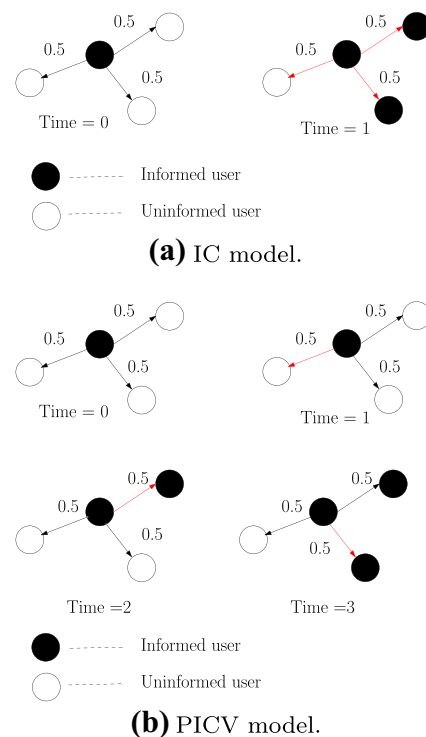 0.5 0.5
0.5 0.5
0.5 0.5
Time = 0 Time = 1
Informed user
Uninformed user
(a) IC model.
0.5 0.5
0.5 0.5
0.5 0.5
Time = 0 Time = 1
0.5 0.5
0.5 0.5
0.5 0.5
Time =2 Time =3
Informed user
Uninformed user
(b) PICV model.